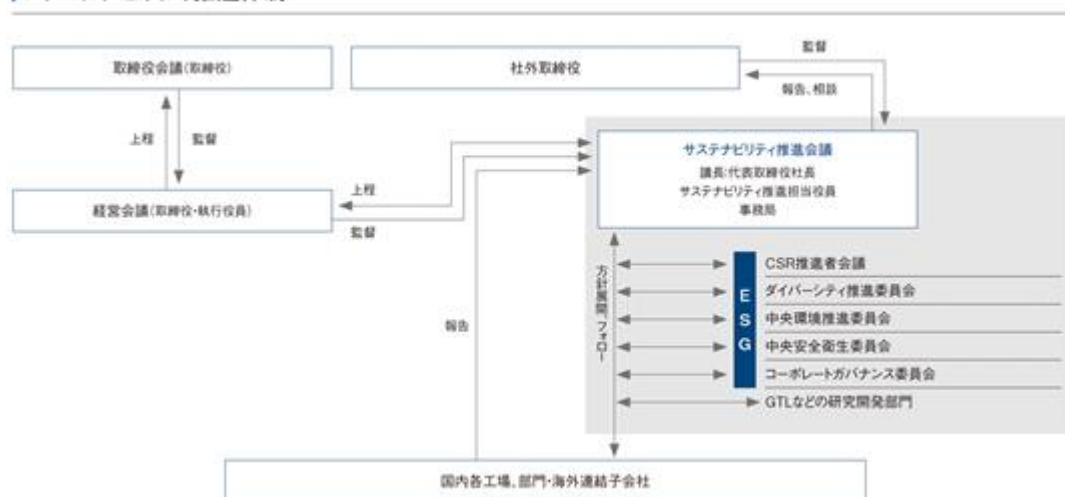 取締役会議(取締役)
社外取締役
監督
報告、相談
上程
監督
サステナビリティ推進会議
議長:代表取締役社長
サステナビリティ推進担当役員
事務局
経営会議(取締役・執行役員)
上程
監督
報告
方針展開、フォロー
ESG
CSR推進者会議
ダイバーシティ推進委員会
中央環境推進委員会
中央安全衛生委員会
コーポレートガバナンス委員会
GTLなどの研究開発部門
国内各工場、部門・海外連結子会社